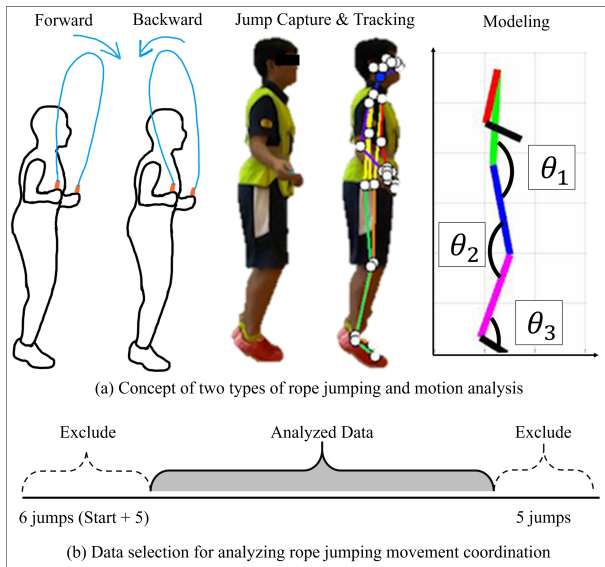 Forward Backward Jump Capture & Tracking Modeling
θ₁
θ₂
θ₃
(a) Concept of two types of rope jumping and motion analysis
Exclude Analyzed Data Exclude
6 jumps (Start + 5) 5 jumps
(b) Data selection for analyzing rope jumping movement coordination